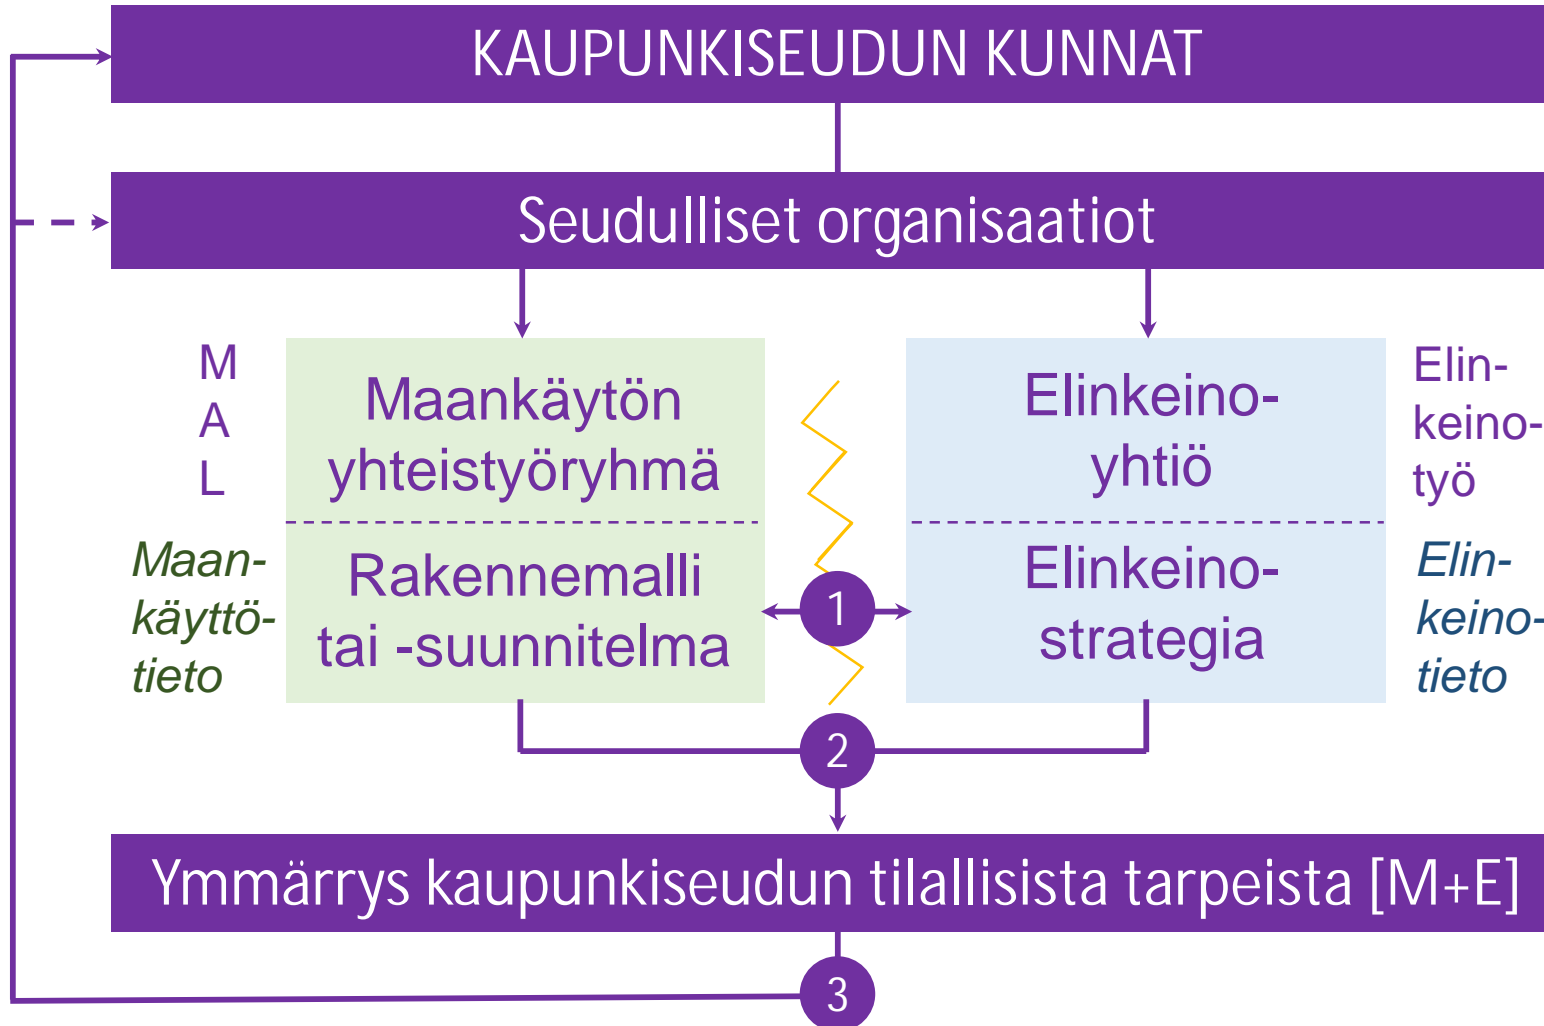 KAUPUNKISEUDUN KUNNAT
Seudulliset organisaatiot
M
A
L
Maankäytön
yhteistyöryhmä
Elinkeino-
yhtiö
Elin-
keino-
työ
Maan-
käyttö-
tieto
Rakennemalli
tai -suunnitelma
1
Elinkeino-
strategia
Elin-
keino-
tieto
2
Ymmärrys kaupunkiseudun tilallisista tarpeista [M+E]
3